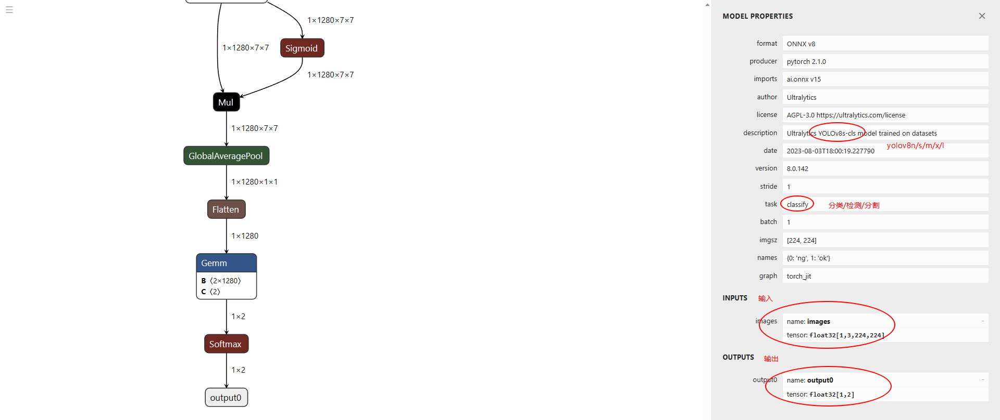 1×1280×7×7
1×1280×7×7
Sigmoid
1×1280×7×7
Mul
1×1280×7×7
GlobalAveragePool
1×1280×1×1
Flatten
1×1280
Gemm
B 〈2×1280〉
C 〈2〉
1×2
Softmax
1×2
output0
MODEL PROPERTIES
format ONNX v8
producer pytorch 2.1.0
imports ai.onnx v15
author Ultralytics
license AGPL-3.0 https://ultralytics.com/license
description Ultralytics YOLOv8s-cls model trained on datasets
yolov8n/s/m/x/l
date 2023-08-03T18:00:19.227790
version 8.0.142
stride 1
task classify 分类/检测/分割
batch 1
imgsz [224, 224]
names {0: 'ng', 1: 'ok'}
graph torch_jit
INPUTS 输入
images name: images -
tensor: float32[1,3,224,224]
OUTPUTS 输出
output0 name: output0 -
tensor: float32[1,2]